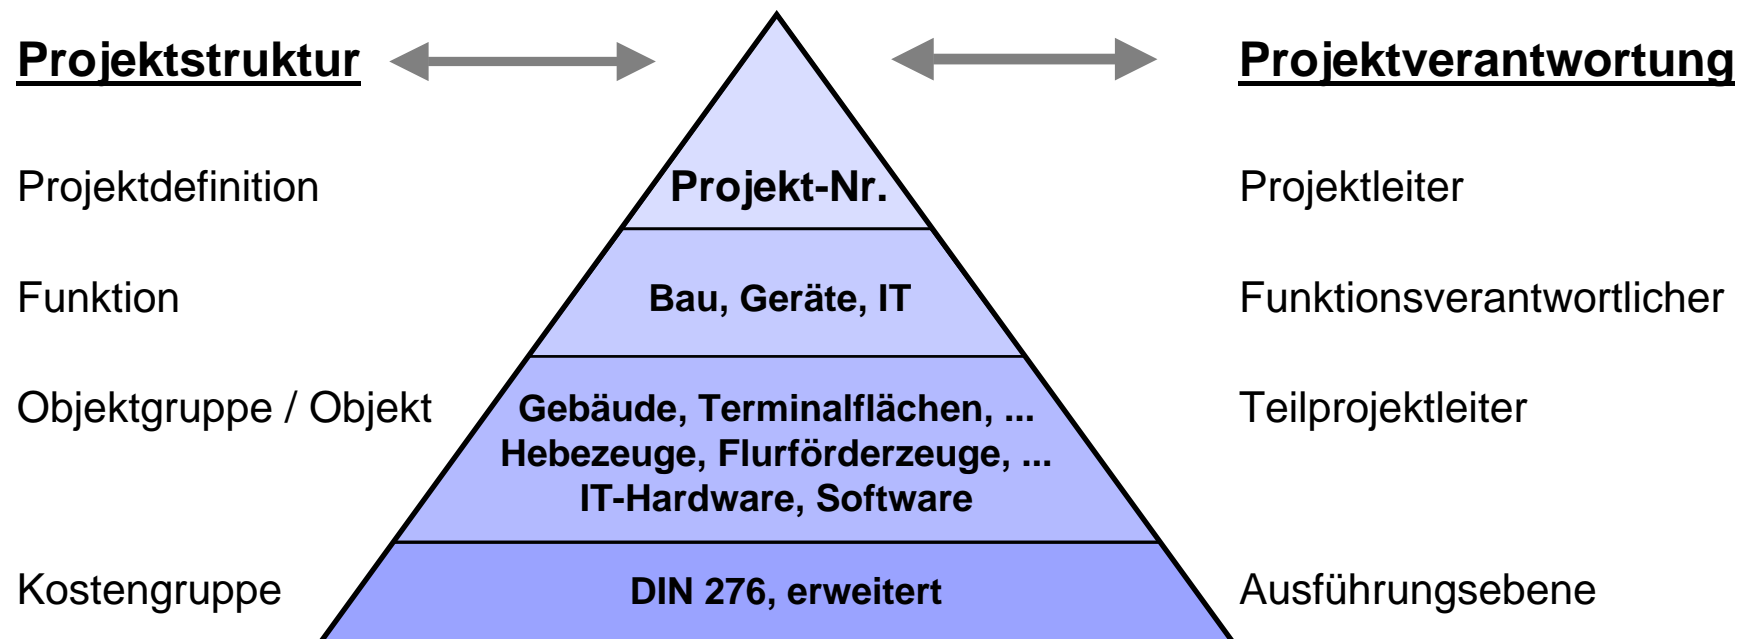 Projektstruktur
Projektverantwortung
Projektdefinition
Projekt-Nr.
Projektleiter
Funktion
Bau, Geräte, IT
Funktionsverantwortlicher
Objektgruppe / Objekt
Gebäude, Terminalflächen, ...
Hebezeuge, Flurförderzeuge, ...
IT-Hardware, Software
Teilprojektleiter
Kostengruppe
DIN 276, erweitert
Ausführungsebene